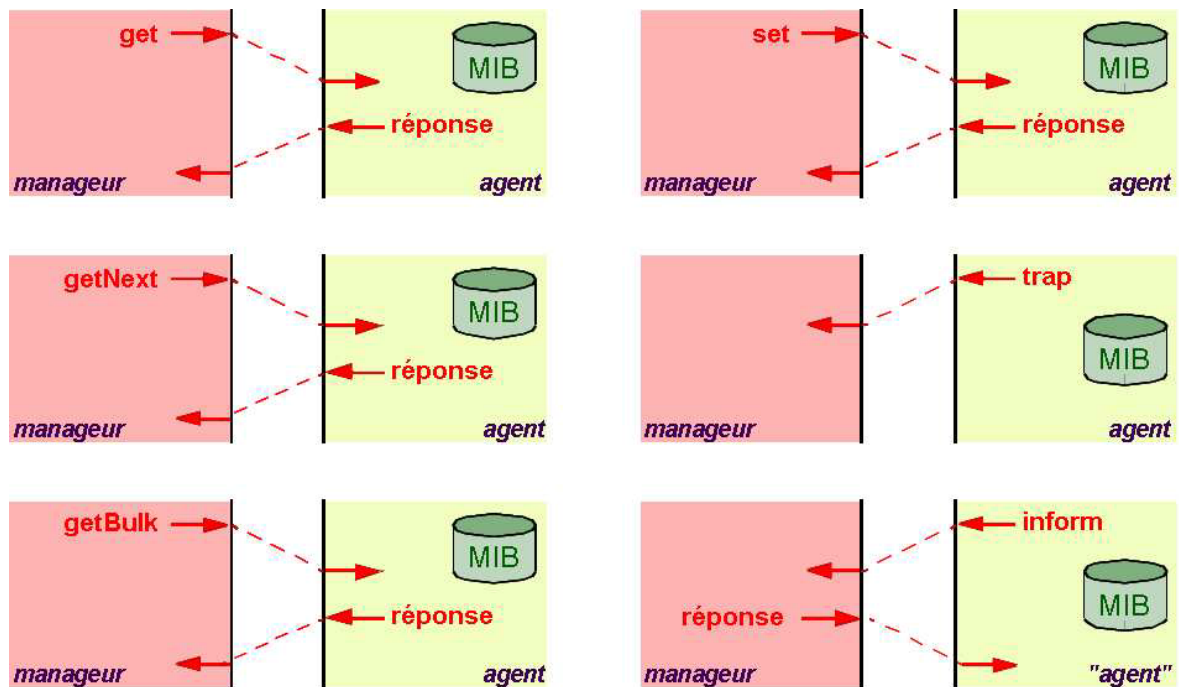 get
MIB
réponse
manageur
agent
set
MIB
réponse
manageur
agent
getNext
MIB
réponse
manageur
agent
trap
MIB
manageur
agent
getBulk
MIB
réponse
manageur
agent
inform
MIB
réponse
manageur
"agent"